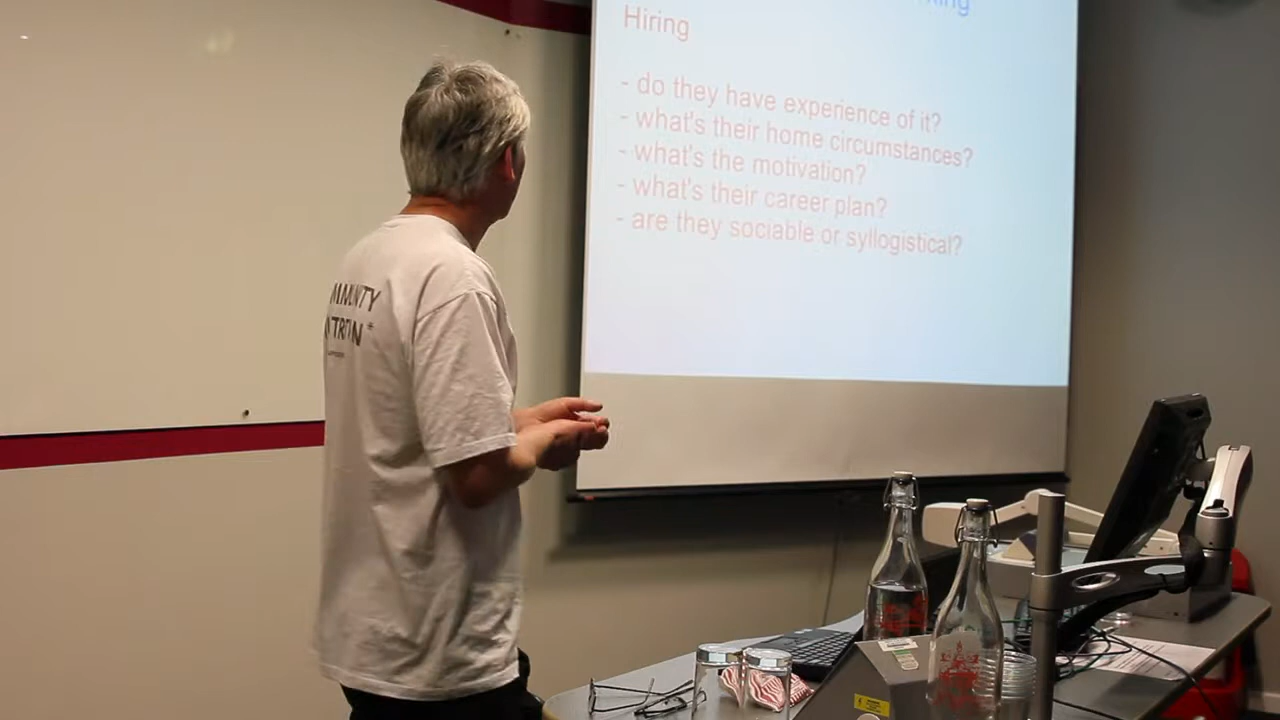 Hiring
- do they have experience of it?
- what's their home circumstances?
- what's the motivation?
- what's their career plan?
- are they sociable or syllogistical?
MMUNITY